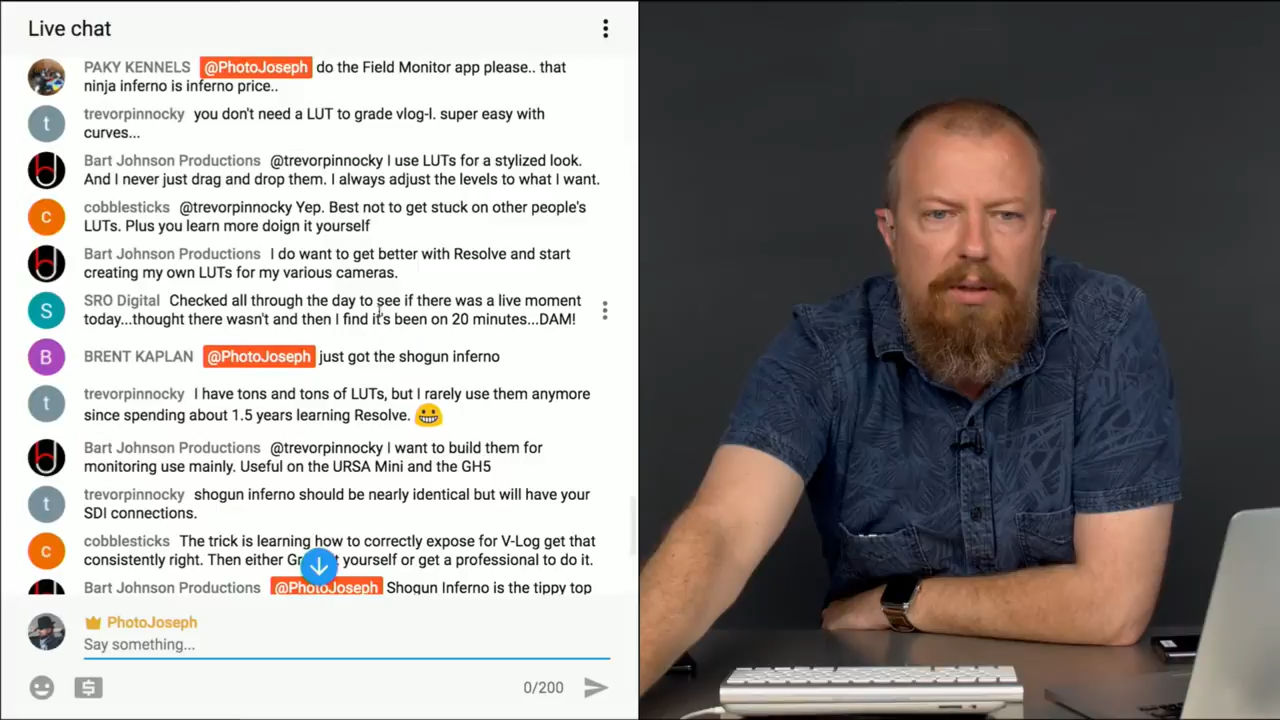 Live chat
PAKY KENNELS @PhotoJoseph do the Field Monitor app please.. that
ninja inferno is inferno price..
trevorpinnocky you don't need a LUT to grade vlog-l. super easy with
curves...
Bart Johnson Productions @trevorpinnocky I use LUTs for a stylized look.
And I never just drag and drop them. I always adjust the levels to what I want.
cobblesticks @trevorpinnocky Yep. Best not to get stuck on other people's
LUTs. Plus you learn more doign it yourself
Bart Johnson Productions I do want to get better with Resolve and start
creating my own LUTs for my various cameras.
SRO Digital Checked all through the day to see if there was a live moment
today...thought there wasn't and then I find it's been on 20 minutes...DAM!
BRENT KAPLAN @PhotoJoseph just got the shogun inferno
trevorpinnocky I have tons and tons of LUTs, but I rarely use them anymore
since spending about 1.5 years learning Resolve.
Bart Johnson Productions @trevorpinnocky I want to build them for
monitoring use mainly. Useful on the URSA Mini and the GH5
trevorpinnocky shogun inferno should be nearly identical but will have your
SDI connections.
cobblesticks The trick is learning how to correctly expose for V-Log get that
consistently right. Then either yourself or get a professional to do it.
Bart Johnson Productions @PhotoJoseph Shogun Inferno is the tippy top
PhotoJoseph
Say something...
0/200